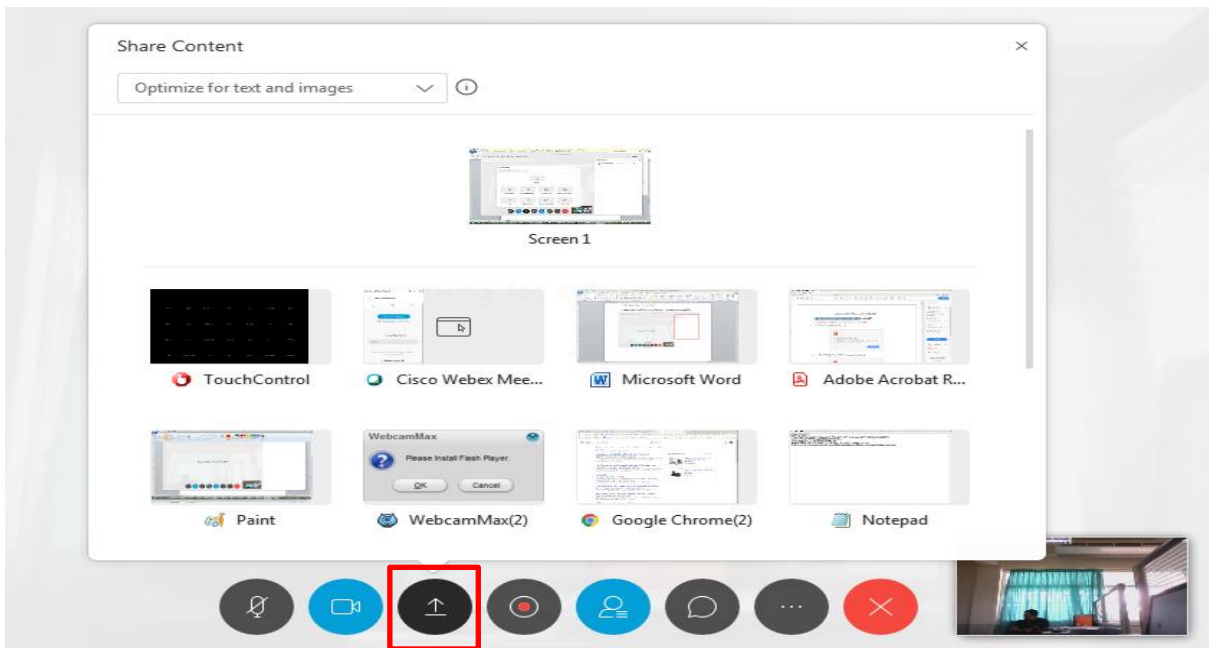 Share Content
Optimize for text and images
Screen 1
TouchControl
Cisco Webex Mee...
Microsoft Word
Adobe Acrobat R...
WebcamMax
Please Install Flash Player.
OK
Cancel
Paint
WebcamMax(2)
Google Chrome(2)
Notepad